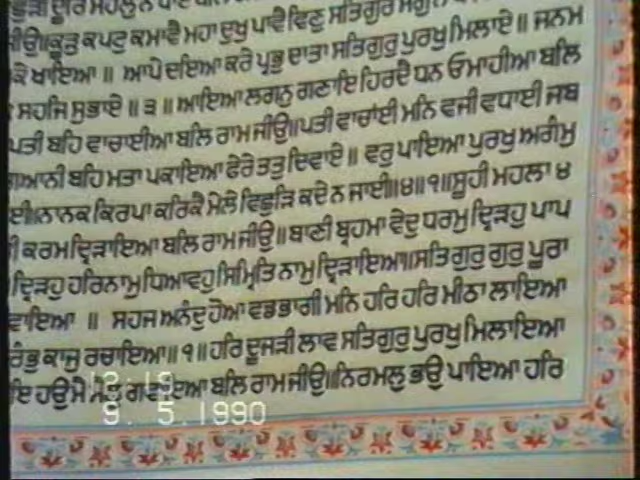 ਜੀਉ॥ਕੂੜੁ ਕਪਟੁ ਕਮਾਵੈ ਮਹਾ ਦੁਖੁ ਪਾਵੈ ਵਿਣੁ ਸਤਿਗੁਰ
ਖਾਇਆ ॥ ਆਪੇ ਦਇਆ ਕਰੇ ਪ੍ਰਭੁ ਦਾਤਾ ਸਤਿਗੁਰੁ ਪੁਰਖੁ ਮਿਲਾਏ॥ ਜਨਮ
ਸਹਜਿ ਸੁਭਾਏ॥੩॥ ਆਇਆ ਲਗਨੁ ਗਣਾਇ ਹਿਰਦੈ ਧਨ ਓਮਾਹੀਆ ਬਲਿ
ਪਤੀ ਬਹਿ ਵਾਚਾਈਆ ਬਲਿ ਰਾਮ ਜੀਉ॥ਪਤੀ ਵਾਚਾਈ ਮਨਿ ਵਜੀ ਵਧਾਈ ਜਬ
ਗਿਆਨੀ ਬਹਿ ਮਤਾ ਪਕਾਇਆ ਫੇਰੇ ਤਤੁ ਦਿਵਾਏ॥ ਵਰੁ ਪਾਇਆ ਪੁਰਖੁ ਅਗੰਮੁ
ਈ॥ਨਾਨਕ ਕਿਰਪਾ ਕਰਿਕੈ ਮੇਲੇ ਵਿਛੁੜਿ ਕਦੇ ਨ ਜਾਈ॥੪॥੧॥ਸੂਹੀ ਮਹਲਾ ੪
ਕਰਮ ਦ੍ਰਿੜਾਇਆ ਬਲਿ ਰਾਮ ਜੀਉ॥ ਬਾਣੀ ਬ੍ਰਹਮਾ ਵੇਦੁ ਧਰਮੁ ਦ੍ਰਿੜਹੁ ਪਾਪ
ਦ੍ਰਿੜਹੁ ਹਰਿਨਾਮੁ ਧਿਆਵਹੁ ਸਿਮ੍ਰਿਤਿ ਨਾਮੁ ਦ੍ਰਿੜਾਇਆ॥ਸਤਿਗੁਰੁ ਗੁਰੁ ਪੂਰਾ
ਵਾਇਆ ॥ ਸਹਜ ਅਨੰਦੁ ਹੋਆ ਵਡਭਾਗੀ ਮਨਿ ਹਰਿ ਹਰਿ ਮੀਠਾ ਲਾਇਆ
ਰੰਭੁ ਕਾਜੁ ਰਚਾਇਆ॥੧॥ਹਰਿ ਦੂਜੜੀ ਲਾਵ ਸਤਿਗੁਰੁ ਪੁਰਖੁ ਮਿਲਾਇਆ
ਇ ਹਉਮੈ ਮੈਲੁ ਗਵਾਇਆ ਬਲਿ ਰਾਮ ਜੀਉ॥ਨਿਰਮਲੁ ਭਉ ਪਾਇਆ ਹਰਿ
9. 5.1990